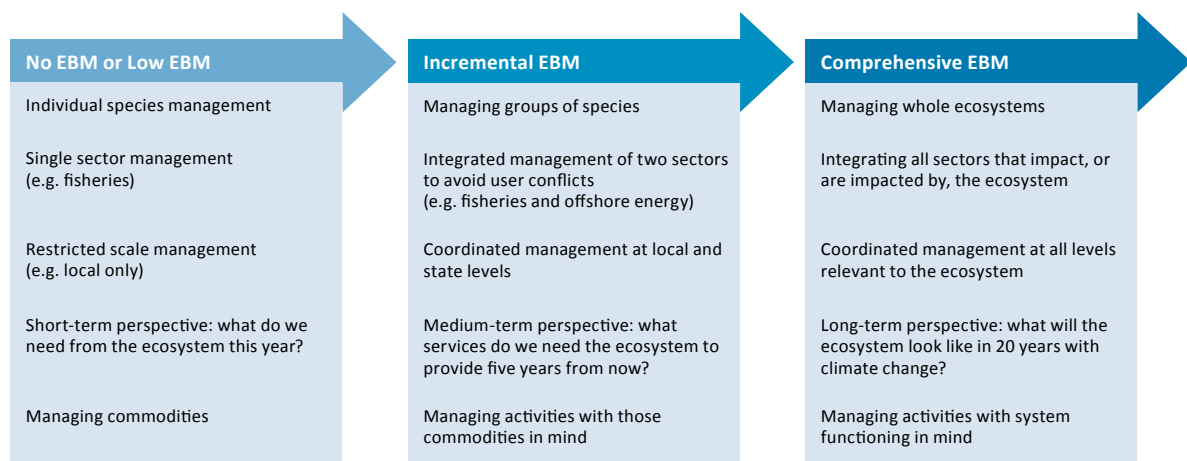 No EBM or Low EBM
Individual species management
Single sector management
(e.g. fisheries)
Restricted scale management
(e.g. local only)
Short-term perspective: what do we
need from the ecosystem this year?
Managing commodities
Incremental EBM
Managing groups of species
Integrated management of two sectors
to avoid user conflicts
(e.g. fisheries and offshore energy)
Coordinated management at local and
state levels
Medium-term perspective: what
services do we need the ecosystem to
provide five years from now?
Managing activities with those
commodities in mind
Comprehensive EBM
Managing whole ecosystems
Integrating all sectors that impact, or
are impacted by, the ecosystem
Coordinated management at all levels
relevant to the ecosystem
Long-term perspective: what will the
ecosystem look like in 20 years with
climate change?
Managing activities with system
functioning in mind